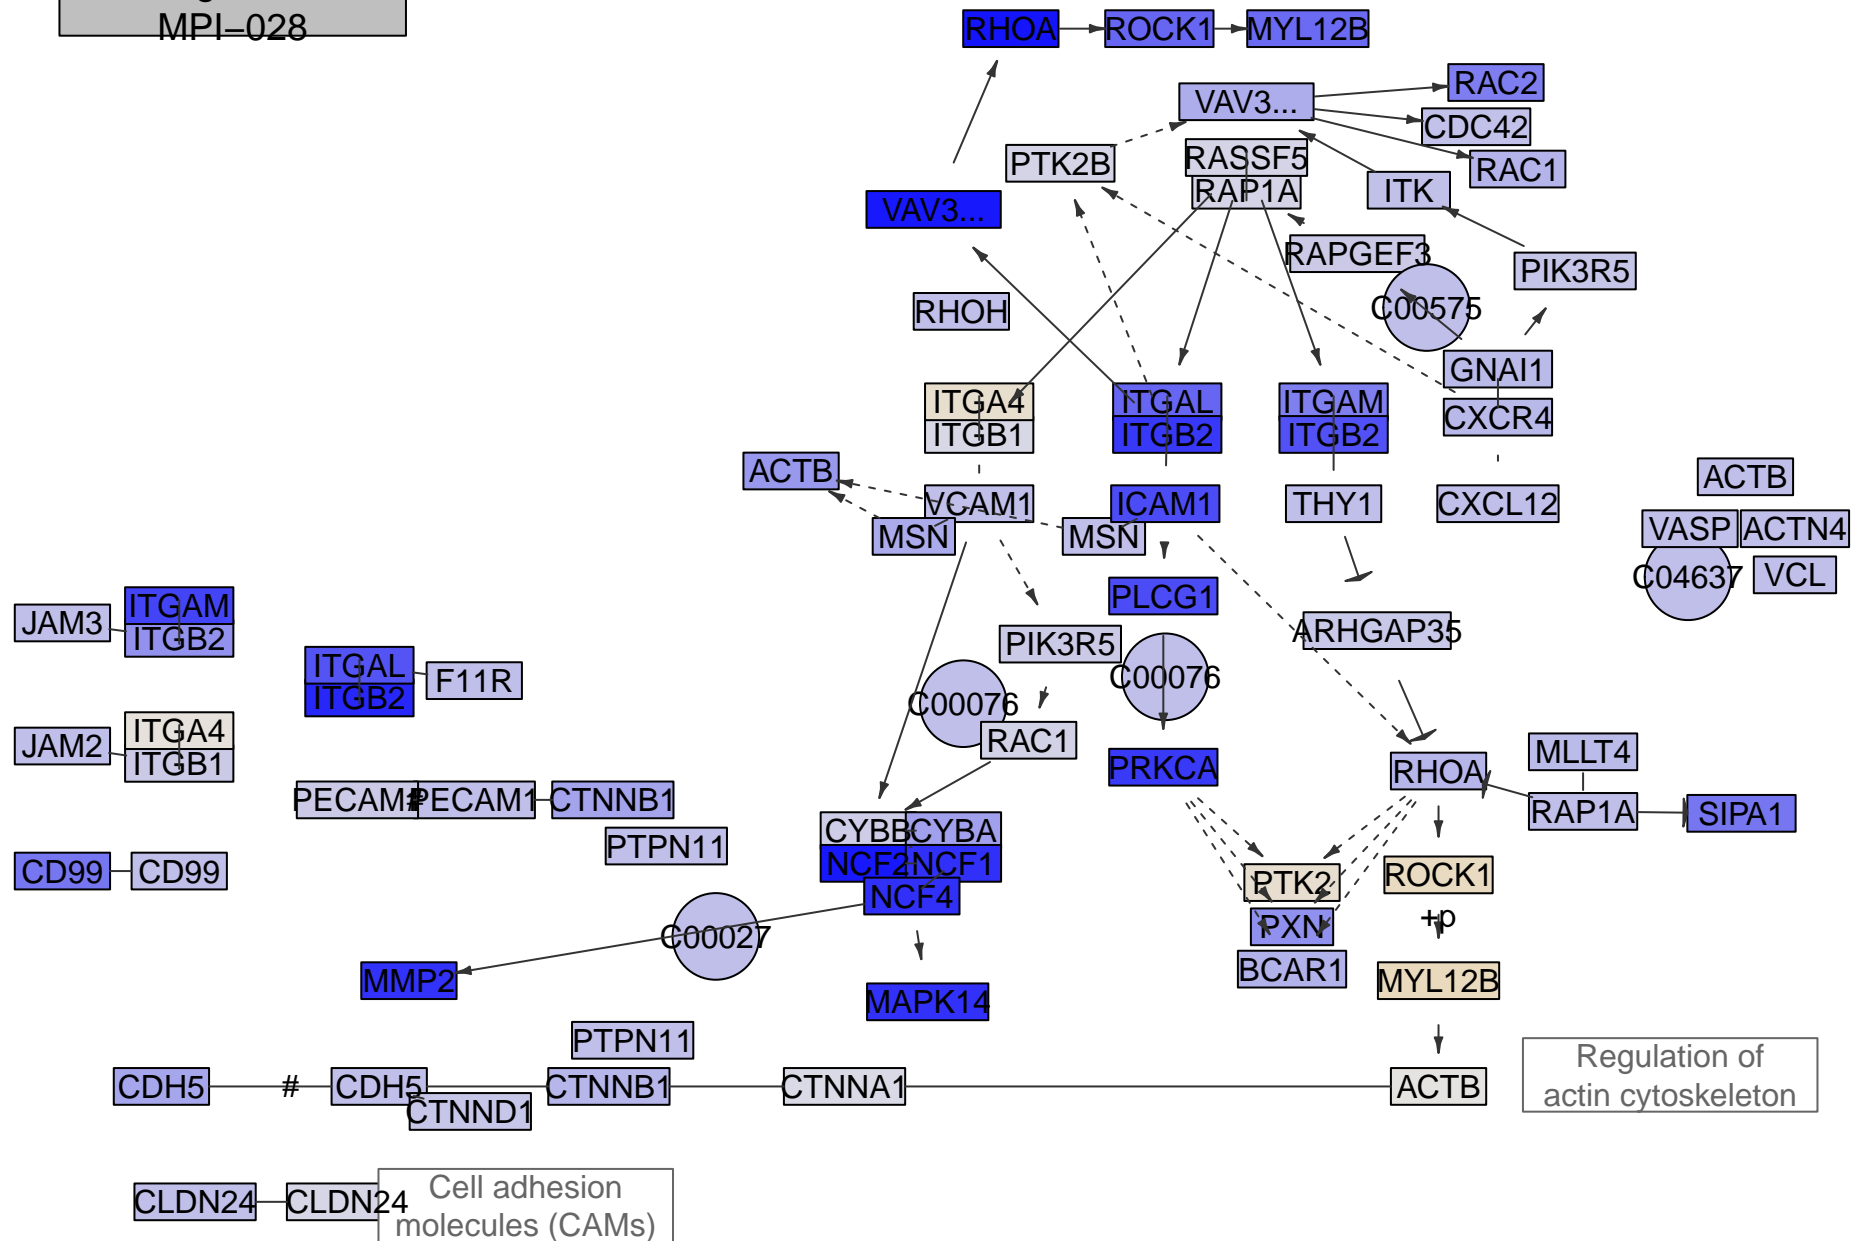 MPI−028
RHOA
ROCK1
MYL12B
RAC2
VAV3...
CDC42
PTK2B
RASSF5
RAC1
RAP1A
ITK
VAV3...
RAPGEF3
PIK3R5
RHOH
C00575
GNAI1
ITGA4
ITGAL
ITGAM
CXCR4
ITGB1
ITGB2
ITGB2
ACTB
ACTB
VCAM1
ICAM1
THY1
CXCL12
MSN
MSN
VASP
ACTN4
C04637
VCL
PLCG1
ITGAM
JAM3
ITGB2
ARHGAP35
PIK3R5
ITGAL
F11R
C00076
ITGB2
C00076
ITGA4
JAM2
RAC1
MLLT4
ITGB1
PRKCA
RHOA
PECAM1
#
PECAM1
CTNNB1
RAP1A
SIPA1
CYBB
CYBA
PTPN11
NCF2
NCF1
CD99
CD99
NCF4
PTK2
ROCK1
+p
PXN
C00027
BCAR1
MMP2
MYL12B
MAPK14
PTPN11
Regulation of
actin cytoskeleton
CDH5
#
CDH5
CTNNB1
CTNNA1
ACTB
CTNND1
Cell adhesion
molecules (CAMs)
CLDN24
CLDN24